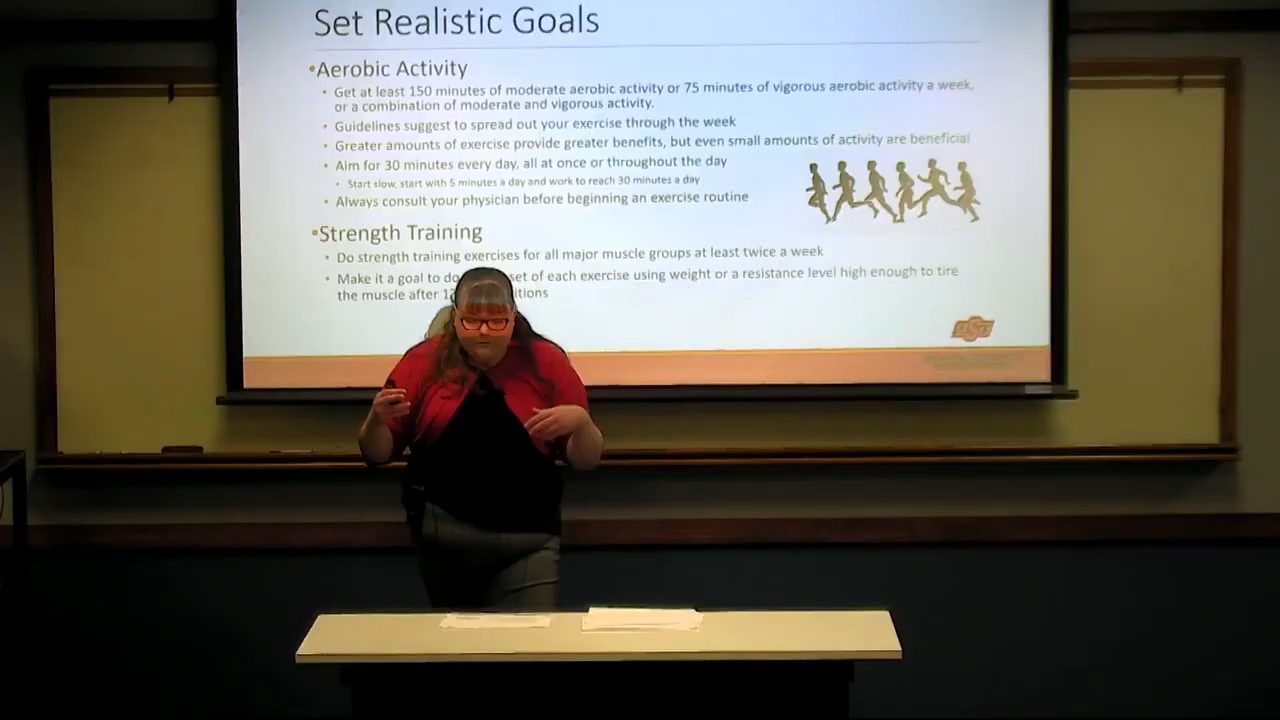 Set Realistic Goals
•Aerobic Activity
• Get at least 150 minutes of moderate aerobic activity or 75 minutes of vigorous aerobic activity a week,
or a combination of moderate and vigorous activity.
• Guidelines suggest to spread out your exercise through the week
• Greater amounts of exercise provide greater benefits, but even small amounts of activity are beneficial
• Aim for 30 minutes every day, all at once or throughout the day
• Start slow, start with 5 minutes a day and work to reach 30 minutes a day
• Always consult your physician before beginning an exercise routine
•Strength Training
• Do strength training exercises for all major muscle groups at least twice a week
• Make it a goal to do set of each exercise using weight or a resistance level high enough to tire
the muscle after
OSU